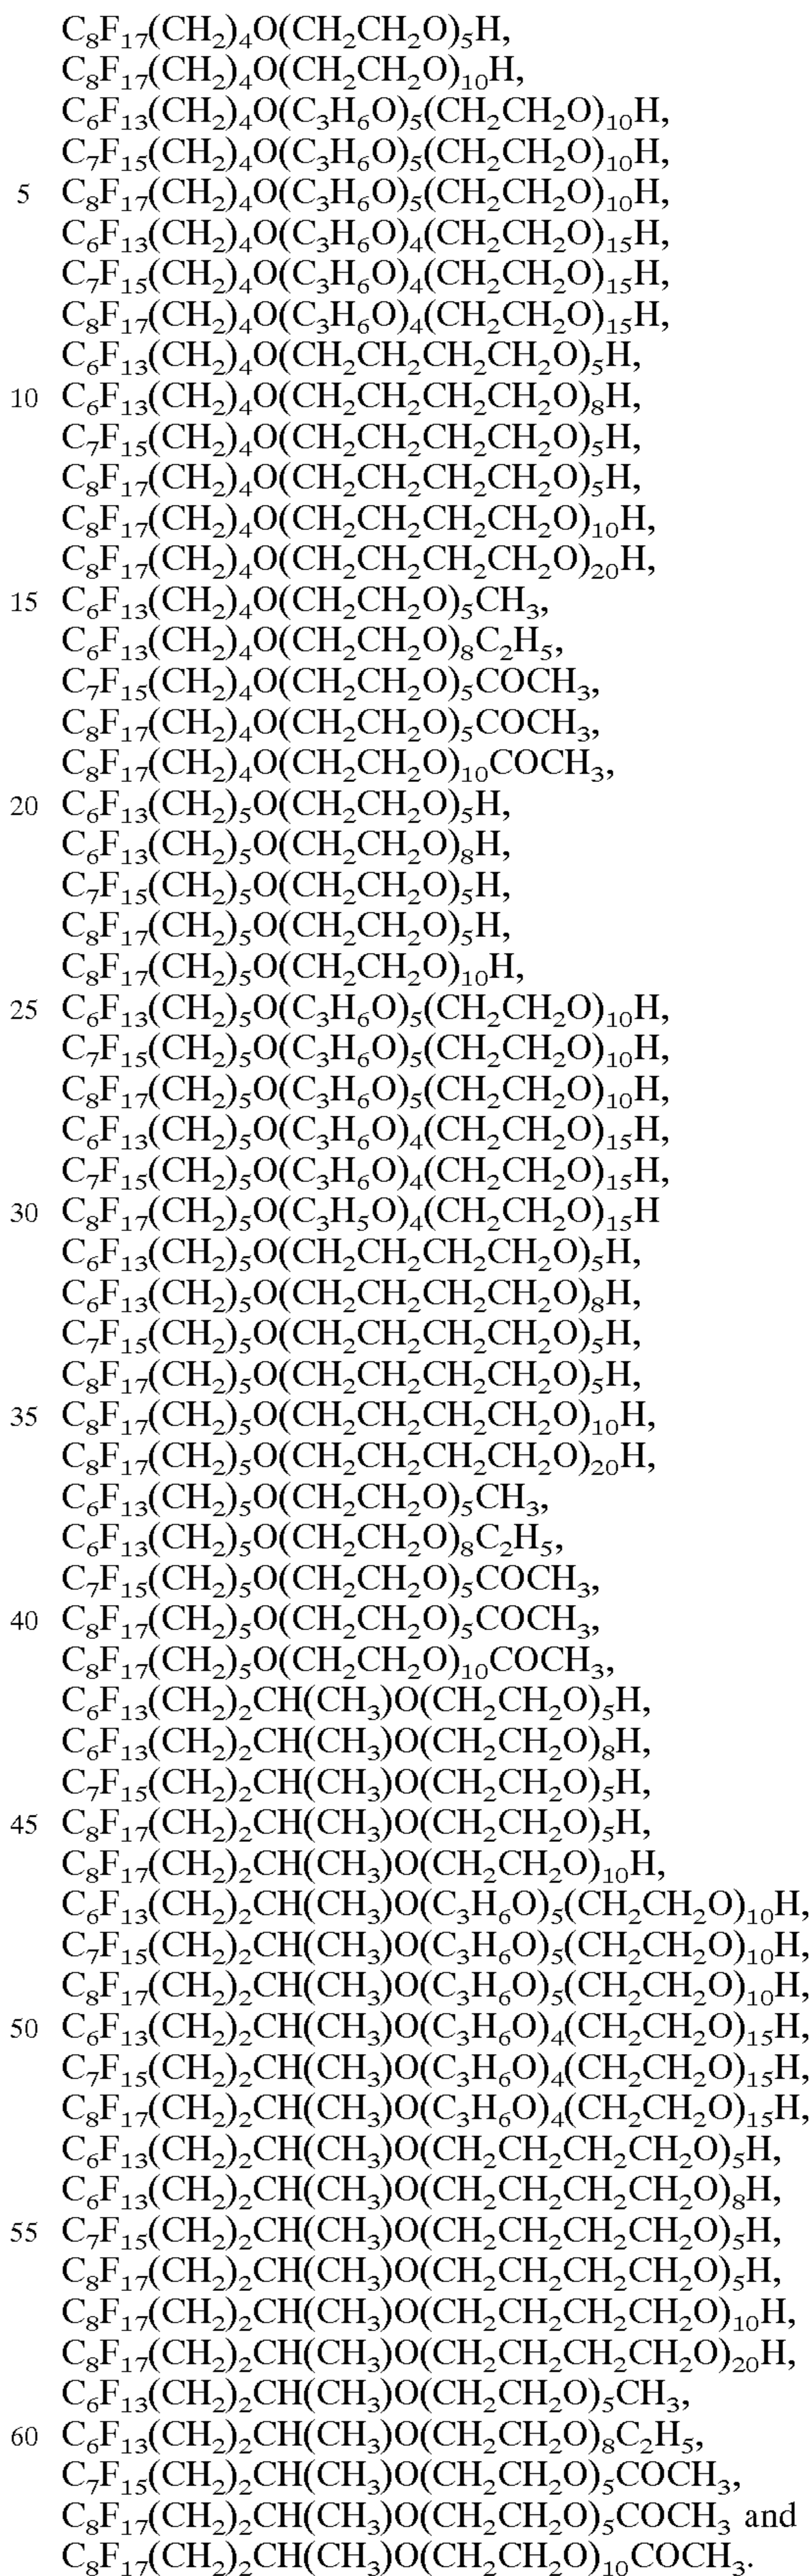 C₈F₁₇(CH₂)₄O(CH₂CH₂O)₅H,
C₈F₁₇(CH₂)₄O(CH₂CH₂O)₁₀H,
C₆F₁₃(CH₂)₄O(C₃H₆O)₅(CH₂CH₂O)₁₀H,
C₇F₁₅(CH₂)₄O(C₃H₆O)₅(CH₂CH₂O)₁₀H,
5 C₈F₁₇(CH₂)₄O(C₃H₆O)₅(CH₂CH₂O)₁₀H,
C₆F₁₃(CH₂)₄O(C₃H₆O)₄(CH₂CH₂O)₁₅H,
C₇F₁₅(CH₂)₄O(C₃H₆O)₄(CH₂CH₂O)₁₅H,
C₈F₁₇(CH₂)₄O(C₃H₆O)₄(CH₂CH₂O)₁₅H,
C₆F₁₃(CH₂)₄O(CH₂CH₂CH₂CH₂O)₅H,
10 C₆F₁₃(CH₂)₄O(CH₂CH₂CH₂CH₂O)₈H,
C₇F₁₅(CH₂)₄O(CH₂CH₂CH₂CH₂O)₅H,
C₈F₁₇(CH₂)₄O(CH₂CH₂CH₂CH₂O)₅H,
C₈F₁₇(CH₂)₄O(CH₂CH₂CH₂CH₂O)₁₀H,
C₈F₁₇(CH₂)₄O(CH₂CH₂CH₂CH₂O)₂₀H,
15 C₆F₁₃(CH₂)₄O(CH₂CH₂O)₅CH₃,
C₆F₁₃(CH₂)₄O(CH₂CH₂O)₈C₂H₅,
C₇F₁₅(CH₂)₄O(CH₂CH₂O)₅COCH₃,
C₈F₁₇(CH₂)₄O(CH₂CH₂O)₅COCH₃,
C₈F₁₇(CH₂)₄O(CH₂CH₂O)₁₀COCH₃,
20 C₆F₁₃(CH₂)₅O(CH₂CH₂O)₅H,
C₆F₁₃(CH₂)₅O(CH₂CH₂O)₈H,
C₇F₁₅(CH₂)₅O(CH₂CH₂O)₅H,
C₈F₁₇(CH₂)₅O(CH₂CH₂O)₅H,
C₈F₁₇(CH₂)₅O(CH₂CH₂O)₁₀H,
25 C₆F₁₃(CH₂)₅O(C₃H₆O)₅(CH₂CH₂O)₁₀H,
C₇F₁₅(CH₂)₅O(C₃H₆O)₅(CH₂CH₂O)₁₀H,
C₈F₁₇(CH₂)₅O(C₃H₆O)₅(CH₂CH₂O)₁₀H,
C₆F₁₃(CH₂)₅O(C₃H₆O)₄(CH₂CH₂O)₁₅H,
C₇F₁₅(CH₂)₅O(C₃H₆O)₄(CH₂CH₂O)₁₅H,
30 C₈F₁₇(CH₂)₅O(C₃H₅O)₄(CH₂CH₂O)₁₅H
C₆F₁₃(CH₂)₅O(CH₂CH₂CH₂CH₂O)₅H,
C₆F₁₃(CH₂)₅O(CH₂CH₂CH₂CH₂O)₈H,
C₇F₁₅(CH₂)₅O(CH₂CH₂CH₂CH₂O)₅H,
C₈F₁₇(CH₂)₅O(CH₂CH₂CH₂CH₂O)₅H,
35 C₈F₁₇(CH₂)₅O(CH₂CH₂CH₂CH₂O)₁₀H,
C₈F₁₇(CH₂)₅O(CH₂CH₂CH₂CH₂O)₂₀H,
C₆F₁₃(CH₂)₅O(CH₂CH₂O)₅CH₃,
C₆F₁₃(CH₂)₅O(CH₂CH₂O)₈C₂H₅,
C₇F₁₅(CH₂)₅O(CH₂CH₂O)₅COCH₃,
40 C₈F₁₇(CH₂)₅O(CH₂CH₂O)₅COCH₃,
C₈F₁₇(CH₂)₅O(CH₂CH₂O)₁₀COCH₃,
C₆F₁₃(CH₂)₂CH(CH₃)O(CH₂CH₂O)₅H,
C₆F₁₃(CH₂)₂CH(CH₃)O(CH₂CH₂O)₈H,
C₇F₁₅(CH₂)₂CH(CH₃)O(CH₂CH₂O)₅H,
45 C₈F₁₇(CH₂)₂CH(CH₃)O(CH₂CH₂O)₅H,
C₈F₁₇(CH₂)₂CH(CH₃)O(CH₂CH₂O)₁₀H,
C₆F₁₃(CH₂)₂CH(CH₃)O(C₃H₆O)₅(CH₂CH₂O)₁₀H,
C₇F₁₅(CH₂)₂CH(CH₃)O(C₃H₆O)₅(CH₂CH₂O)₁₀H,
C₈F₁₇(CH₂)₂CH(CH₃)O(C₃H₆O)₅(CH₂CH₂O)₁₀H,
50 C₆F₁₃(CH₂)₂CH(CH₃)O(C₃H₆O)₄(CH₂CH₂O)₁₅H,
C₇F₁₅(CH₂)₂CH(CH₃)O(C₃H₆O)₄(CH₂CH₂O)₁₅H,
C₈F₁₇(CH₂)₂CH(CH₃)O(C₃H₆O)₄(CH₂CH₂O)₁₅H,
C₆F₁₃(CH₂)₂CH(CH₃)O(CH₂CH₂CH₂CH₂O)₅H,
C₆F₁₃(CH₂)₂CH(CH₃)O(CH₂CH₂CH₂CH₂O)₈H,
55 C₇F₁₅(CH₂)₂CH(CH₃)O(CH₂CH₂CH₂CH₂O)₅H,
C₈F₁₇(CH₂)₂CH(CH₃)O(CH₂CH₂CH₂CH₂O)₅H,
C₈F₁₇(CH₂)₂CH(CH₃)O(CH₂CH₂CH₂CH₂O)₁₀H,
C₈F₁₇(CH₂)₂CH(CH₃)O(CH₂CH₂CH₂CH₂O)₂₀H,
C₆F₁₃(CH₂)₂CH(CH₃)O(CH₂CH₂O)₅CH₃,
60 C₆F₁₃(CH₂)₂CH(CH₃)O(CH₂CH₂O)₈C₂H₅,
C₇F₁₅(CH₂)₂CH(CH₃)O(CH₂CH₂O)₅COCH₃,
C₈F₁₇(CH₂)₂CH(CH₃)O(CH₂CH₂O)₅COCH₃ and
C₈F₁₇(CH₂)₂CH(CH₃)O(CH₂CH₂O)₁₀COCH₃.